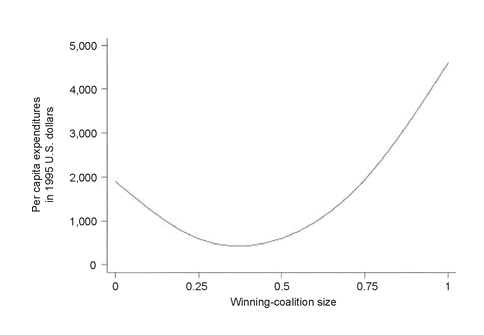 5,000
4,000
3,000
2,000
1,000
0
Per capita expenditures
in 1995 U.S. dollars
0 0.25 0.5 0.75 1
Winning-coalition size